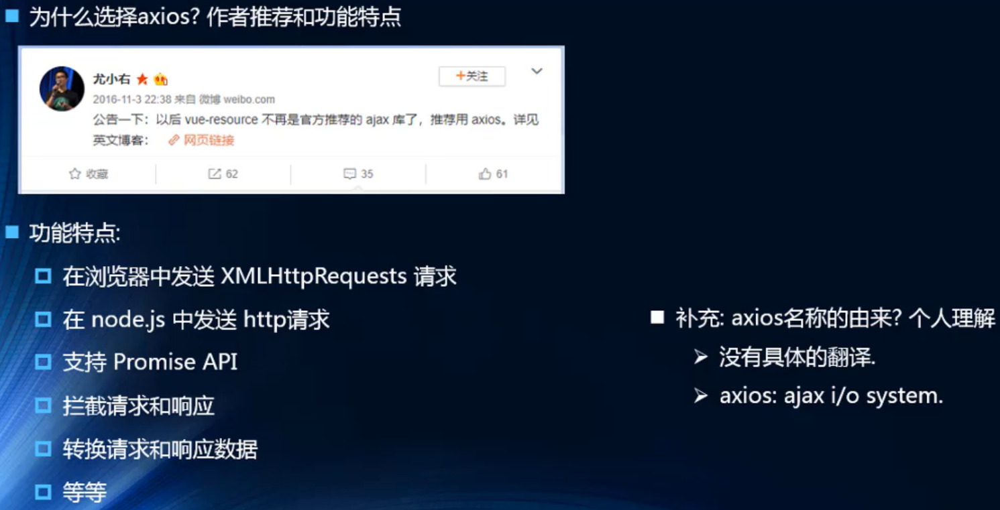 为什么选择axios? 作者推荐和功能特点
尤小右
+关注
2016-11-3 22:38 来自 微博 weibo.com
公告一下：以后 vue-resource 不再是官方推荐的 ajax 库了，推荐用 axios。详见
英文博客： 网页链接
收藏 62 35 61
功能特点:
在浏览器中发送 XMLHttpRequests 请求
在 node.js 中发送 http请求
支持 Promise API
拦截请求和响应
转换请求和响应数据
等等
补充: axios名称的由来? 个人理解
没有具体的翻译.
axios: ajax i/o system.